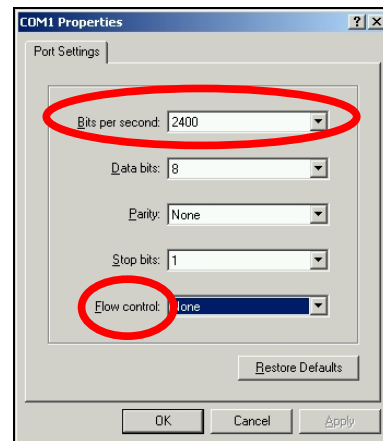 COM1 Properties
Port Settings
Bits per second: 2400
Data bits: 8
Parity: None
Stop bits: 1
Flow control: None
Restore Defaults
OK Cancel Apply